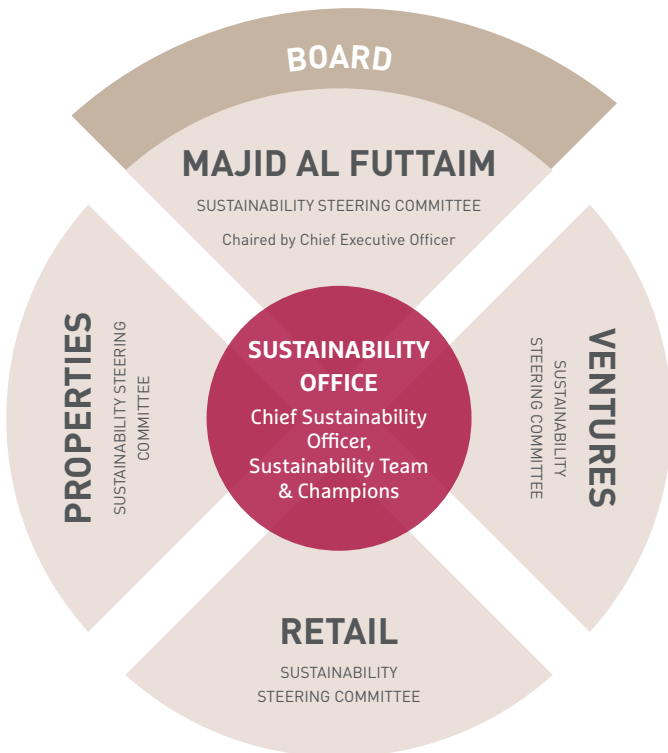 BOARD
MAJID AL FUTTAIM
SUSTAINABILITY STEERING COMMITTEE
Chaired by Chief Executive Officer
PROPERTIES
SUSTAINABILITY STEERING
COMMITTEE
SUSTAINABILITY
OFFICE
Chief Sustainability
Officer,
Sustainability Team
& Champions
VENTURES
SUSTAINABILITY
STEERING COMMITTEE
RETAIL
SUSTAINABILITY
STEERING COMMITTEE